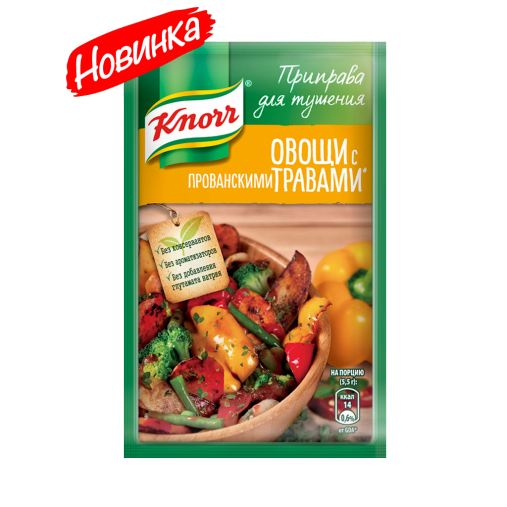 Новинка
Приправа
для тушения
Knorr®
ОВОЩИ с
ПРОВАНСКИМИ ТРАВАМИ*
✓ Без консервантов
✓ Без ароматизаторов
✓ Без добавления
глутамата натрия
НА ПОРЦИЮ
(5,5 г):
ккал
14
0,6%
от GDA*